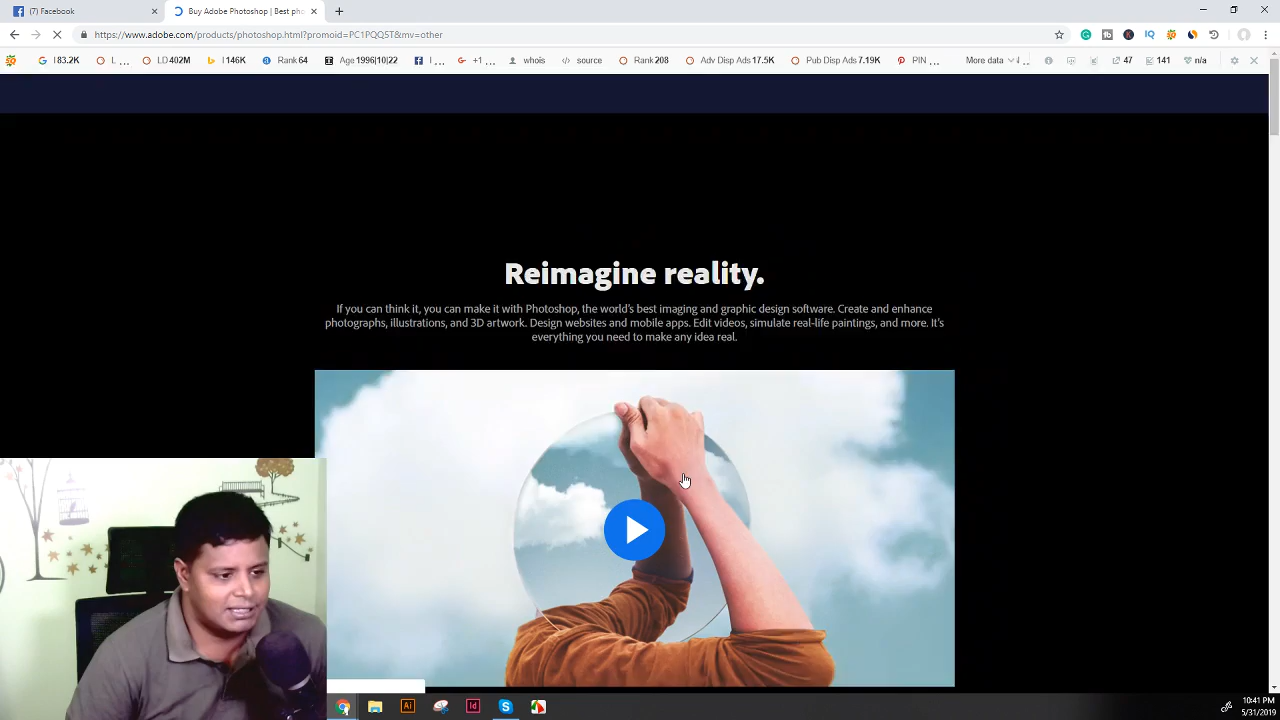 (7) Facebook
Buy Adobe Photoshop | Best pho
https://www.adobe.com/products/photoshop.html?promoid=PC1PQQ5T&mv=other
I 83.2K
L ...
LD 402M
I 146K
Rank 64
Age 1996|10|22
I ...
+1 ...
whois
source
Rank 208
Adv Disp Ads 17.5K
Pub Disp Ads 7.19K
PIN ...
More data
47
141
n/a
Reimagine reality.
If you can think it, you can make it with Photoshop, the world's best imaging and graphic design software. Create and enhance
photographs, illustrations, and 3D artwork. Design websites and mobile apps. Edit videos, simulate real-life paintings, and more. It's
everything you need to make any idea real.
Ai
Id
10:41 PM
5/31/2019